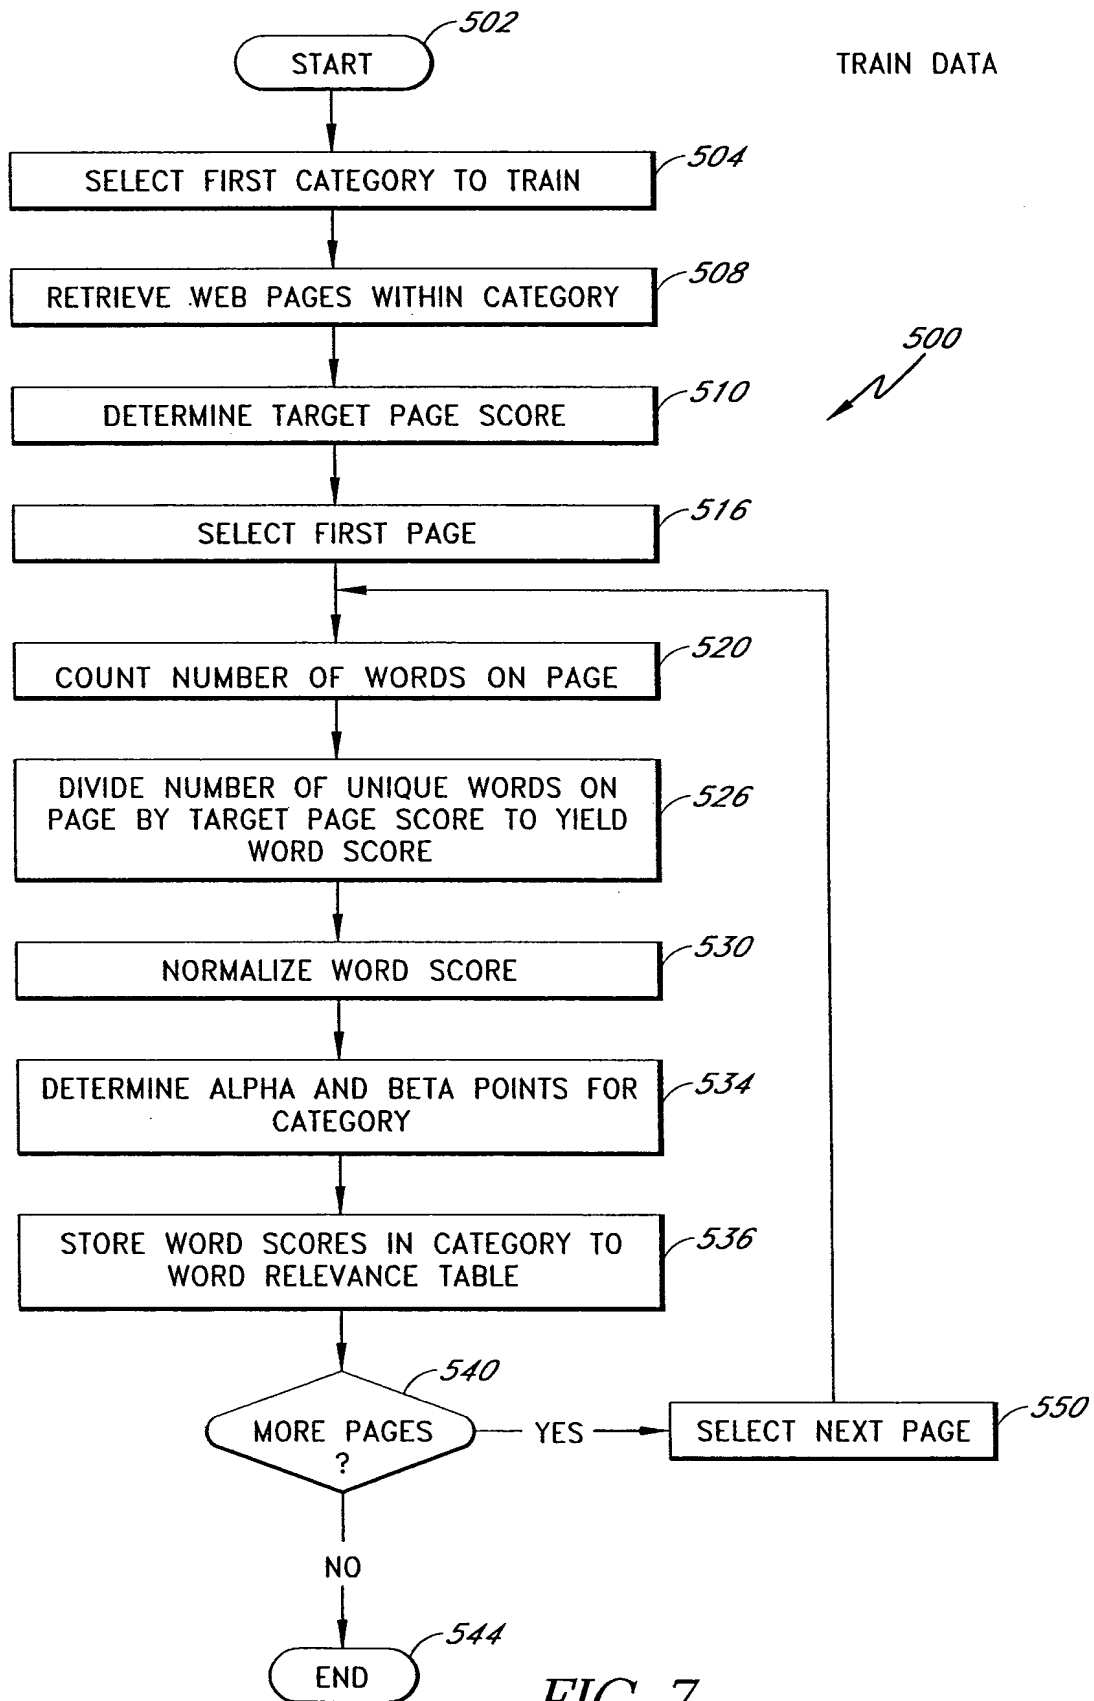 502
START
TRAIN DATA
504
SELECT FIRST CATEGORY TO TRAIN
508
RETRIEVE WEB PAGES WITHIN CATEGORY
500
510
DETERMINE TARGET PAGE SCORE
516
SELECT FIRST PAGE
520
COUNT NUMBER OF WORDS ON PAGE
526
DIVIDE NUMBER OF UNIQUE WORDS ON
PAGE BY TARGET PAGE SCORE TO YIELD
WORD SCORE
530
NORMALIZE WORD SCORE
534
DETERMINE ALPHA AND BETA POINTS FOR
CATEGORY
536
STORE WORD SCORES IN CATEGORY TO
WORD RELEVANCE TABLE
540
MORE PAGES
?
YES
550
SELECT NEXT PAGE
NO
544
END
FIG. 7